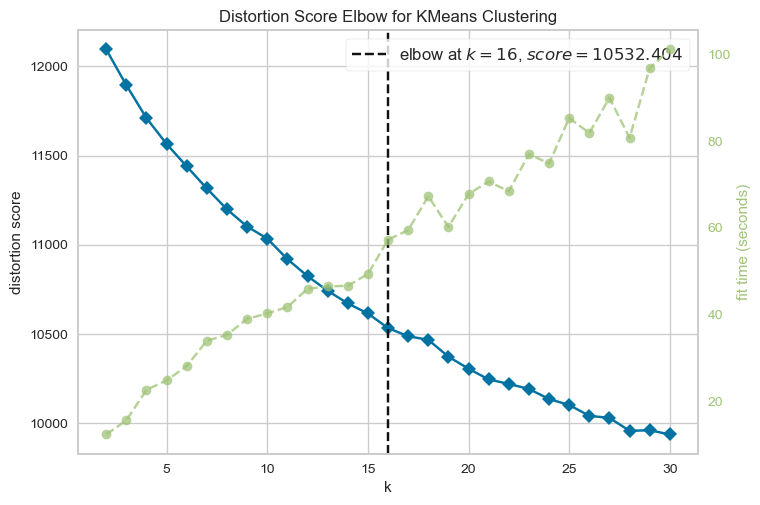 Distortion Score Elbow for KMeans Clustering
elbow at k = 16, score = 10532.404
12000
11500
11000
10500
10000
distortion score
100
80
60
40
20
fit time (seconds)
5 10 15 20 25 30
k